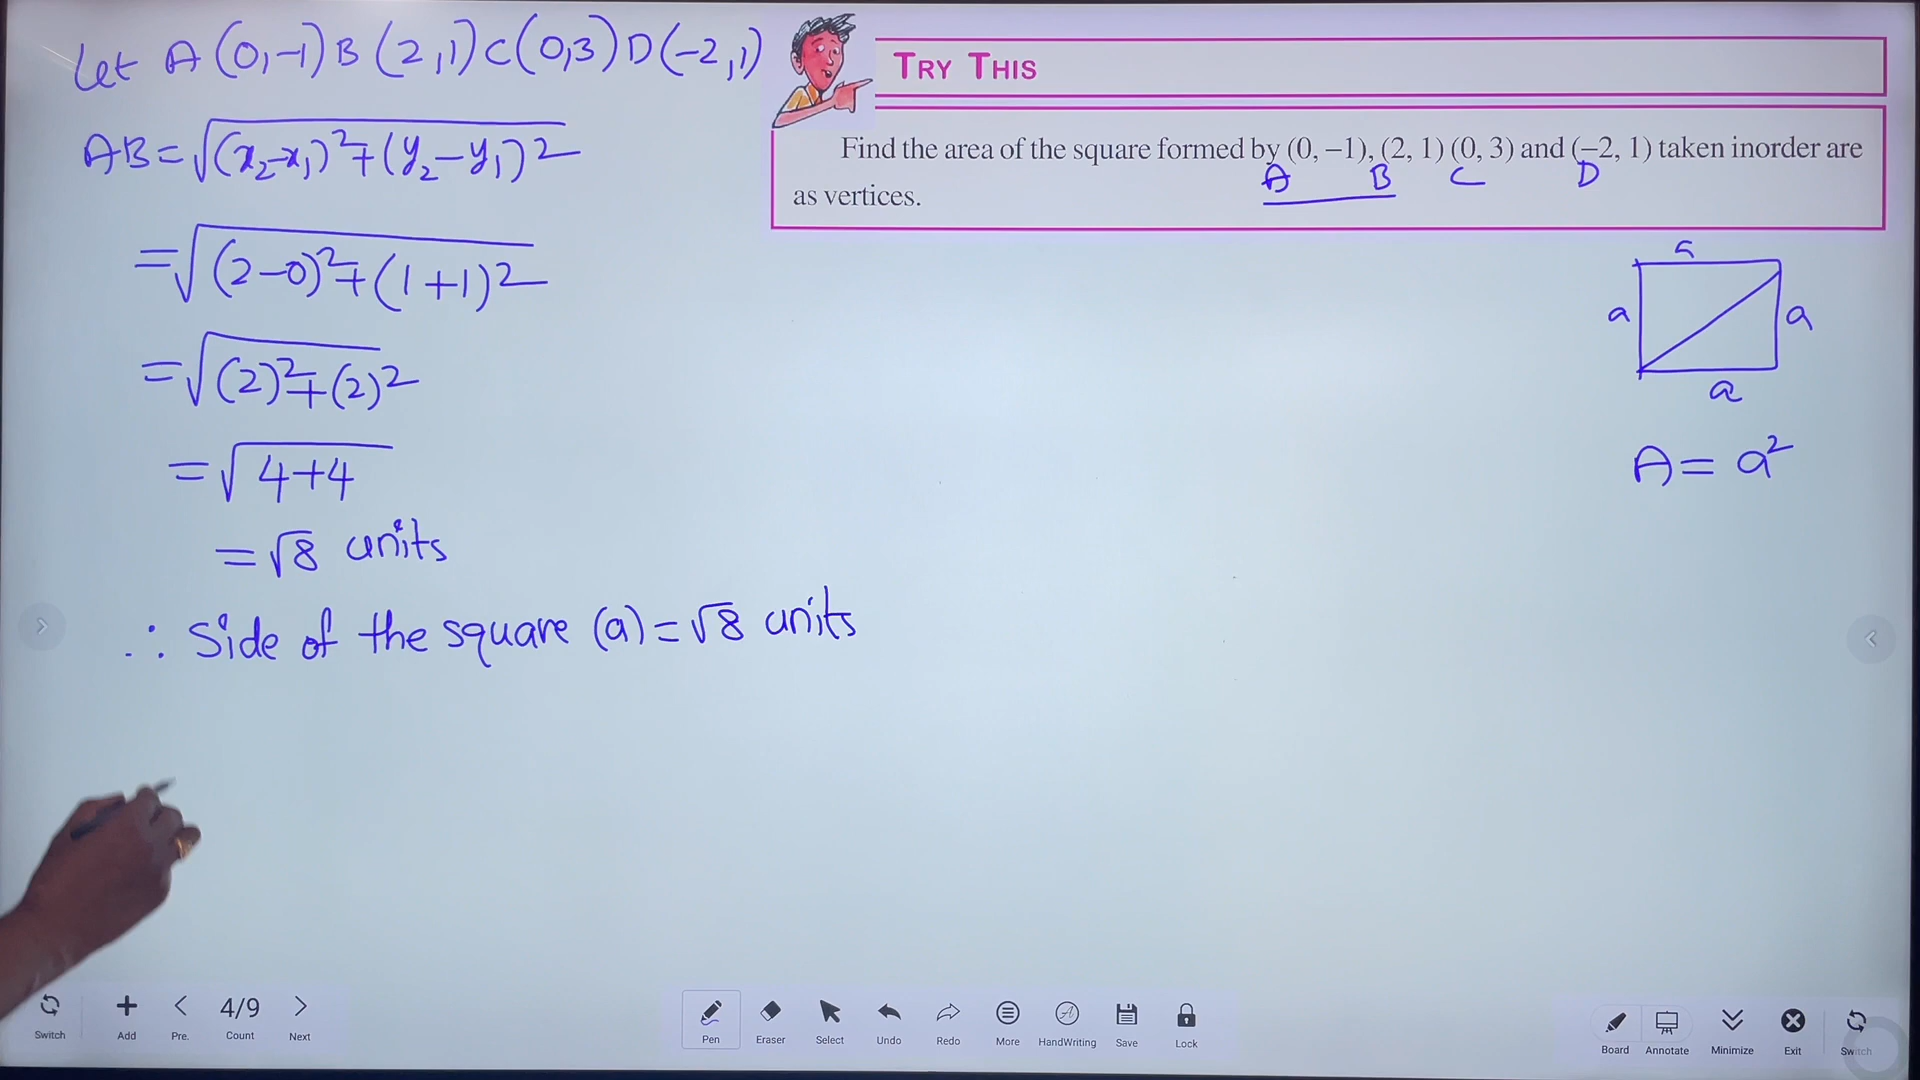 Let A(0,-1) B(2,1) C(0,3) D(-2,1)
AB = √(x₂-x₁)²+(y₂-y₁)²
= √(2-0)²+(1+1)²
= √(2)²+(2)²
= √4+4
= √8 units
∴ Side of the square (a) = √8 units
TRY THIS
Find the area of the square formed by (0, −1), (2, 1) (0, 3) and (−2, 1) taken inorder are
A B C D
as vertices.
a
a a
a
A = a²
Switch
Add
Pre.
4/9
Count
Next
Pen
Eraser
Select
Undo
Redo
More
HandWriting
Save
Lock
Board
Annotate
Minimize
Exit
Switch